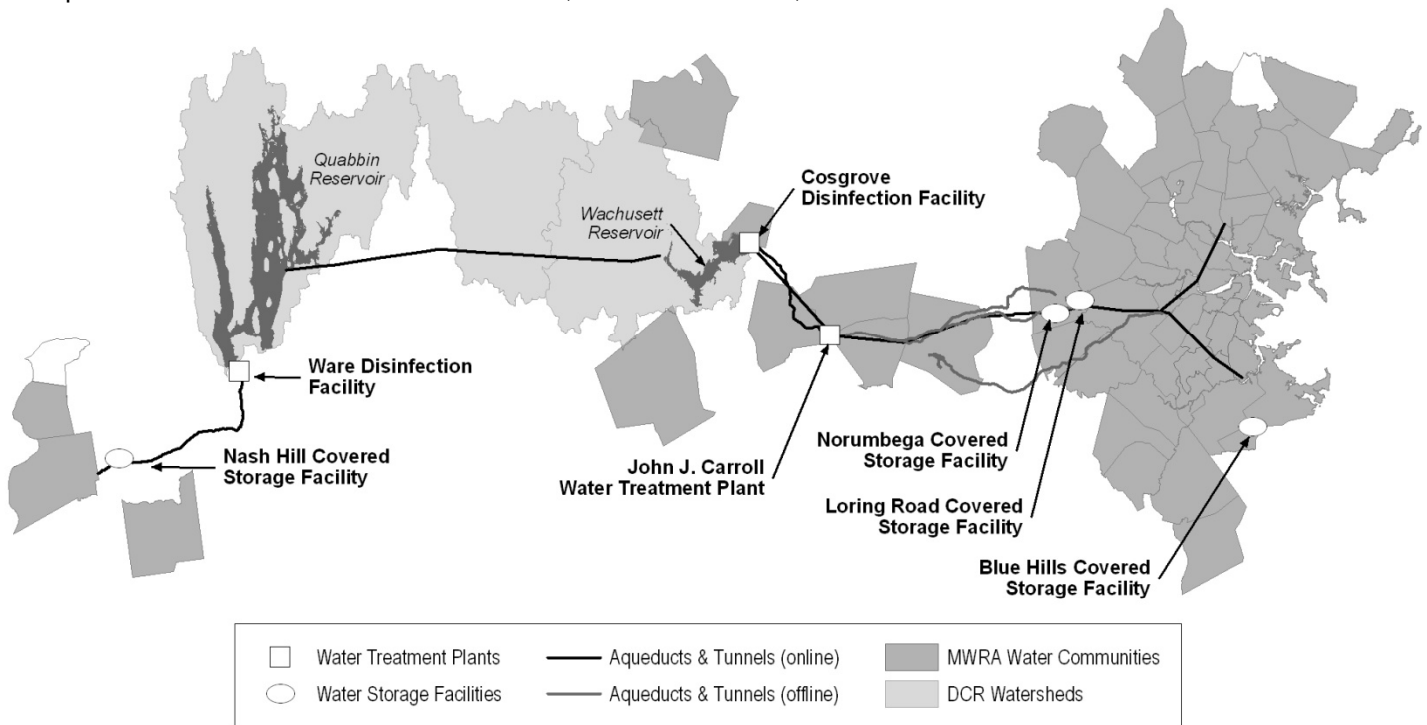 Quabbin
Reservoir
Wachusett
Reservoir
Cosgrove
Disinfection Facility
Ware Disinfection
Facility
Nash Hill Covered
Storage Facility
John J. Carroll
Water Treatment Plant
Norumbega Covered
Storage Facility
Loring Road Covered
Storage Facility
Blue Hills Covered
Storage Facility
Water Treatment Plants
Aqueducts & Tunnels (online)
MWRA Water Communities
Water Storage Facilities
Aqueducts & Tunnels (offline)
DCR Watersheds